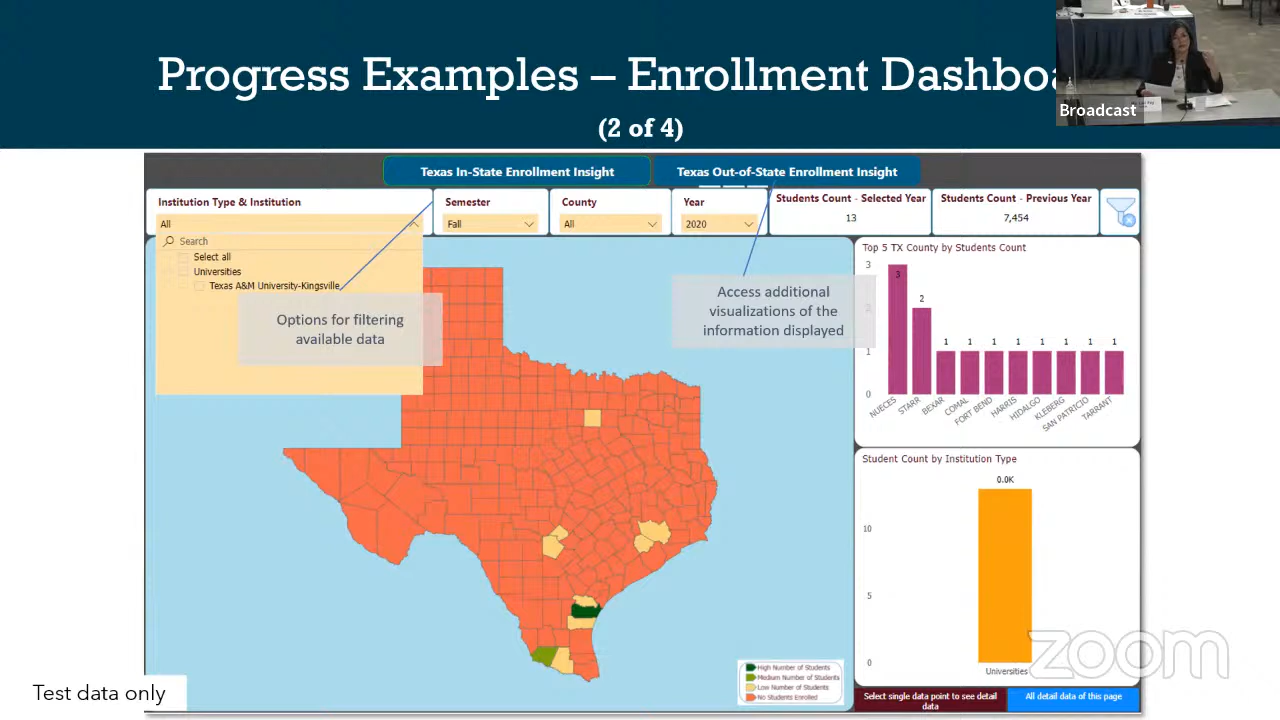 Progress Examples – Enrollment Dashboa
(2 of 4)
Broadcast
Texas In-State Enrollment Insight
Texas Out-of-State Enrollment Insight
Institution Type & Institution
All
Search
Select all
Universities
Texas A&M University-Kingsville
Semester
Fall
County
All
Year
2020
Students Count - Selected Year
13
Students Count - Previous Year
7,454
Options for filtering
available data
Access additional
visualizations of the
information displayed
Top 5 TX County by Students Count
3
1
0
3
2
1
1
1
1
1
1
1
1
NUECES
STARR
BEXAR
COMAL
FORT BEND
HARRIS
HIDALGO
KLEBERG
SAN PATRICIO
TARRANT
Student Count by Institution Type
0.0K
10
5
0
Universities
High Number of Students
Medium Number of Students
Low Number of Students
No Students Enrolled
Select single data point to see detail
data
All detail data of this page
Test data only
zoom